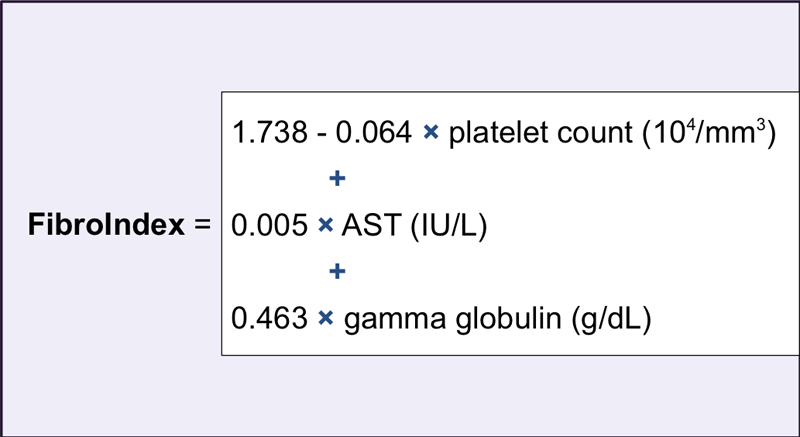 1.738 - 0.064 × platelet count (10⁴/mm³)
+
FibroIndex = 0.005 × AST (IU/L)
+
0.463 × gamma globulin (g/dL)